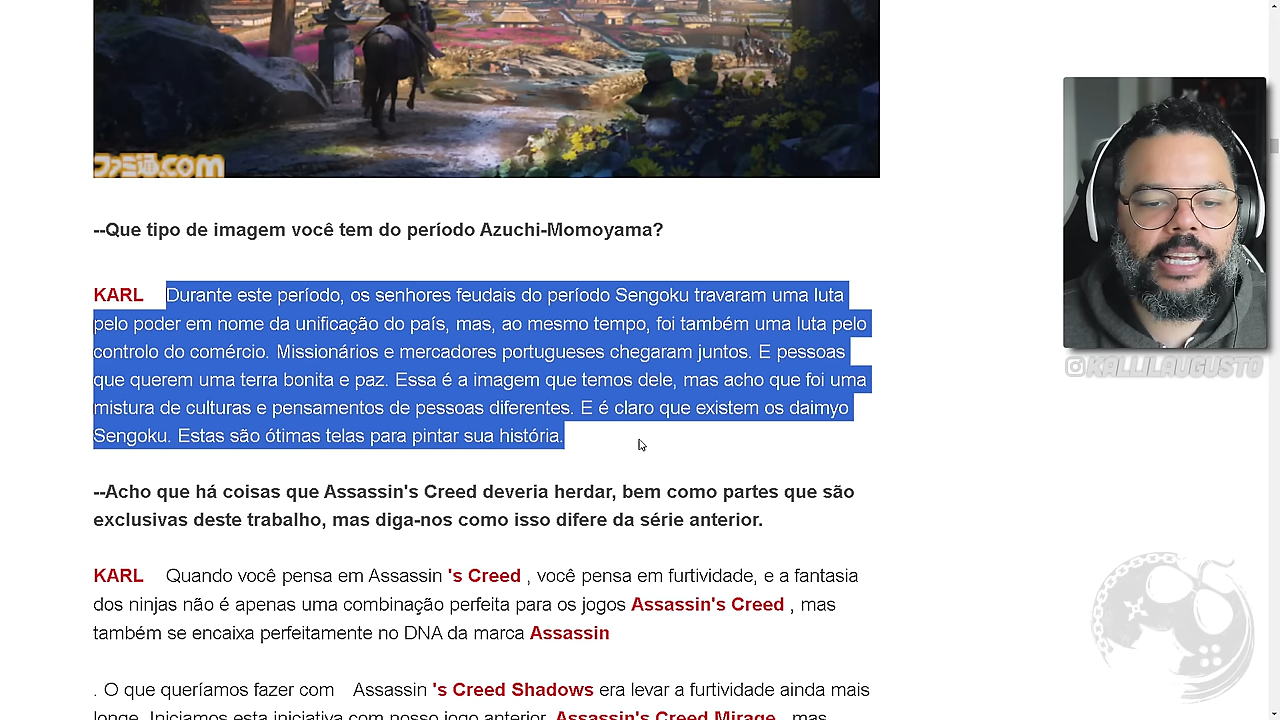 ファミ通.com
--Que tipo de imagem você tem do período Azuchi-Momoyama?
KARL Durante este período, os senhores feudais do período Sengoku travaram uma luta
pelo poder em nome da unificação do país, mas, ao mesmo tempo, foi também uma luta pelo
controlo do comércio. Missionários e mercadores portugueses chegaram juntos. E pessoas
que querem uma terra bonita e paz. Essa é a imagem que temos dele, mas acho que foi uma
mistura de culturas e pensamentos de pessoas diferentes. E é claro que existem os daimyo
Sengoku. Estas são ótimas telas para pintar sua história.
--Acho que há coisas que Assassin's Creed deveria herdar, bem como partes que são
exclusivas deste trabalho, mas diga-nos como isso difere da série anterior.
KARL Quando você pensa em Assassin 's Creed , você pensa em furtividade, e a fantasia
dos ninjas não é apenas uma combinação perfeita para os jogos Assassin's Creed , mas
também se encaixa perfeitamente no DNA da marca Assassin
. O que queríamos fazer com Assassin 's Creed Shadows era levar a furtividade ainda mais
longe. Iniciamos esta iniciativa com nosso jogo anterior, Assassin's Creed Mirage , mas
@KALLILAUGUSTO